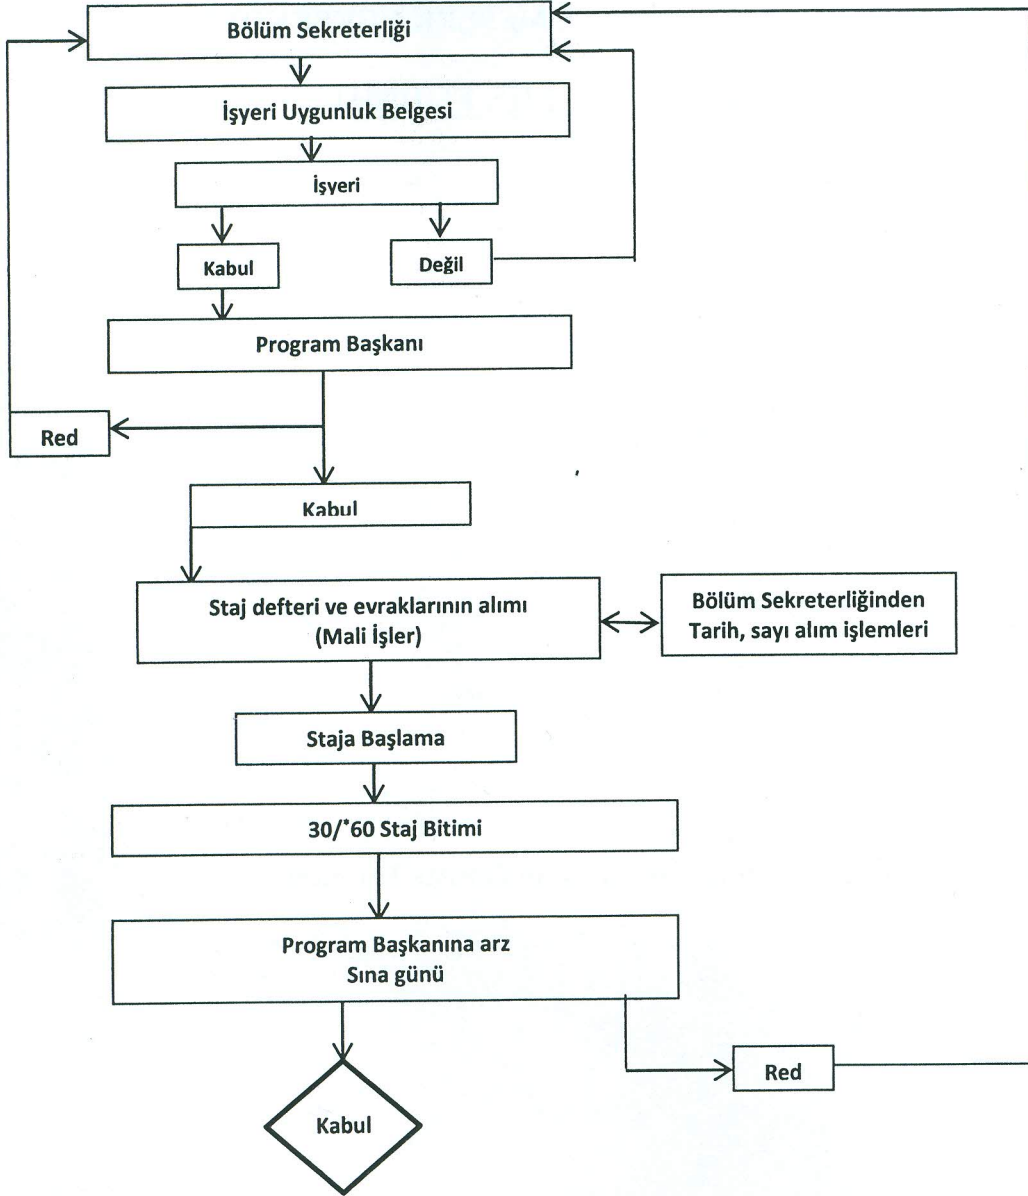 Bölüm Sekreterliği
İşyeri Uygunluk Belgesi
İşyeri
Kabul
Değil
Program Başkanı
Red
Kabul
Staj defteri ve evraklarının alımı
(Mali İşler)
Bölüm Sekreterliğinden
Tarih, sayı alım işlemleri
Staja Başlama
30/*60 Staj Bitimi
Program Başkanına arz
Sına günü
Red
Kabul